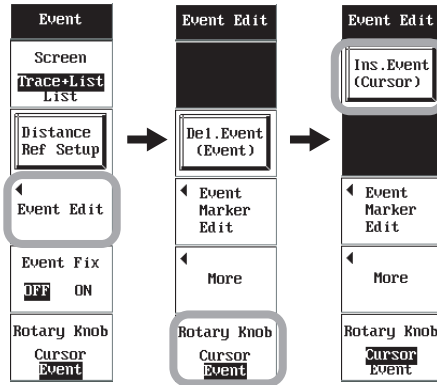 Event
Screen
Trace+List
List
Distance
Ref Setup
Event Edit
Event Fix
OFF ON
Rotary Knob
Cursor
Event
Event Edit
Del.Event
(Event)
Event
Marker
Edit
More
Rotary Knob
Cursor
Event
Event Edit
Ins.Event
(Cursor)
Event
Marker
Edit
More
Rotary Knob
Cursor
Event